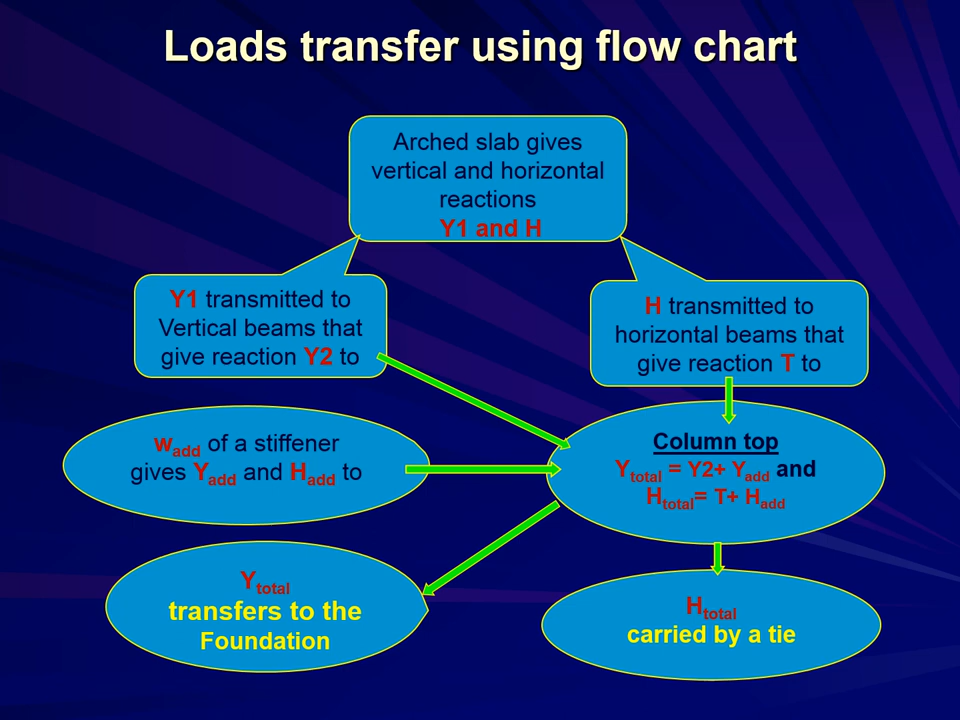 Loads transfer using flow chart
Arched slab gives
vertical and horizontal
reactions
Y1 and H
Y1 transmitted to
Vertical beams that
give reaction Y2 to
H transmitted to
horizontal beams that
give reaction T to
wadd of a stiffener
gives Yadd and Hadd to
Column top
Ytotal = Y2+ Yadd and
Htotal= T+ Hadd
Ytotal
transfers to the
Foundation
Htotal
carried by a tie